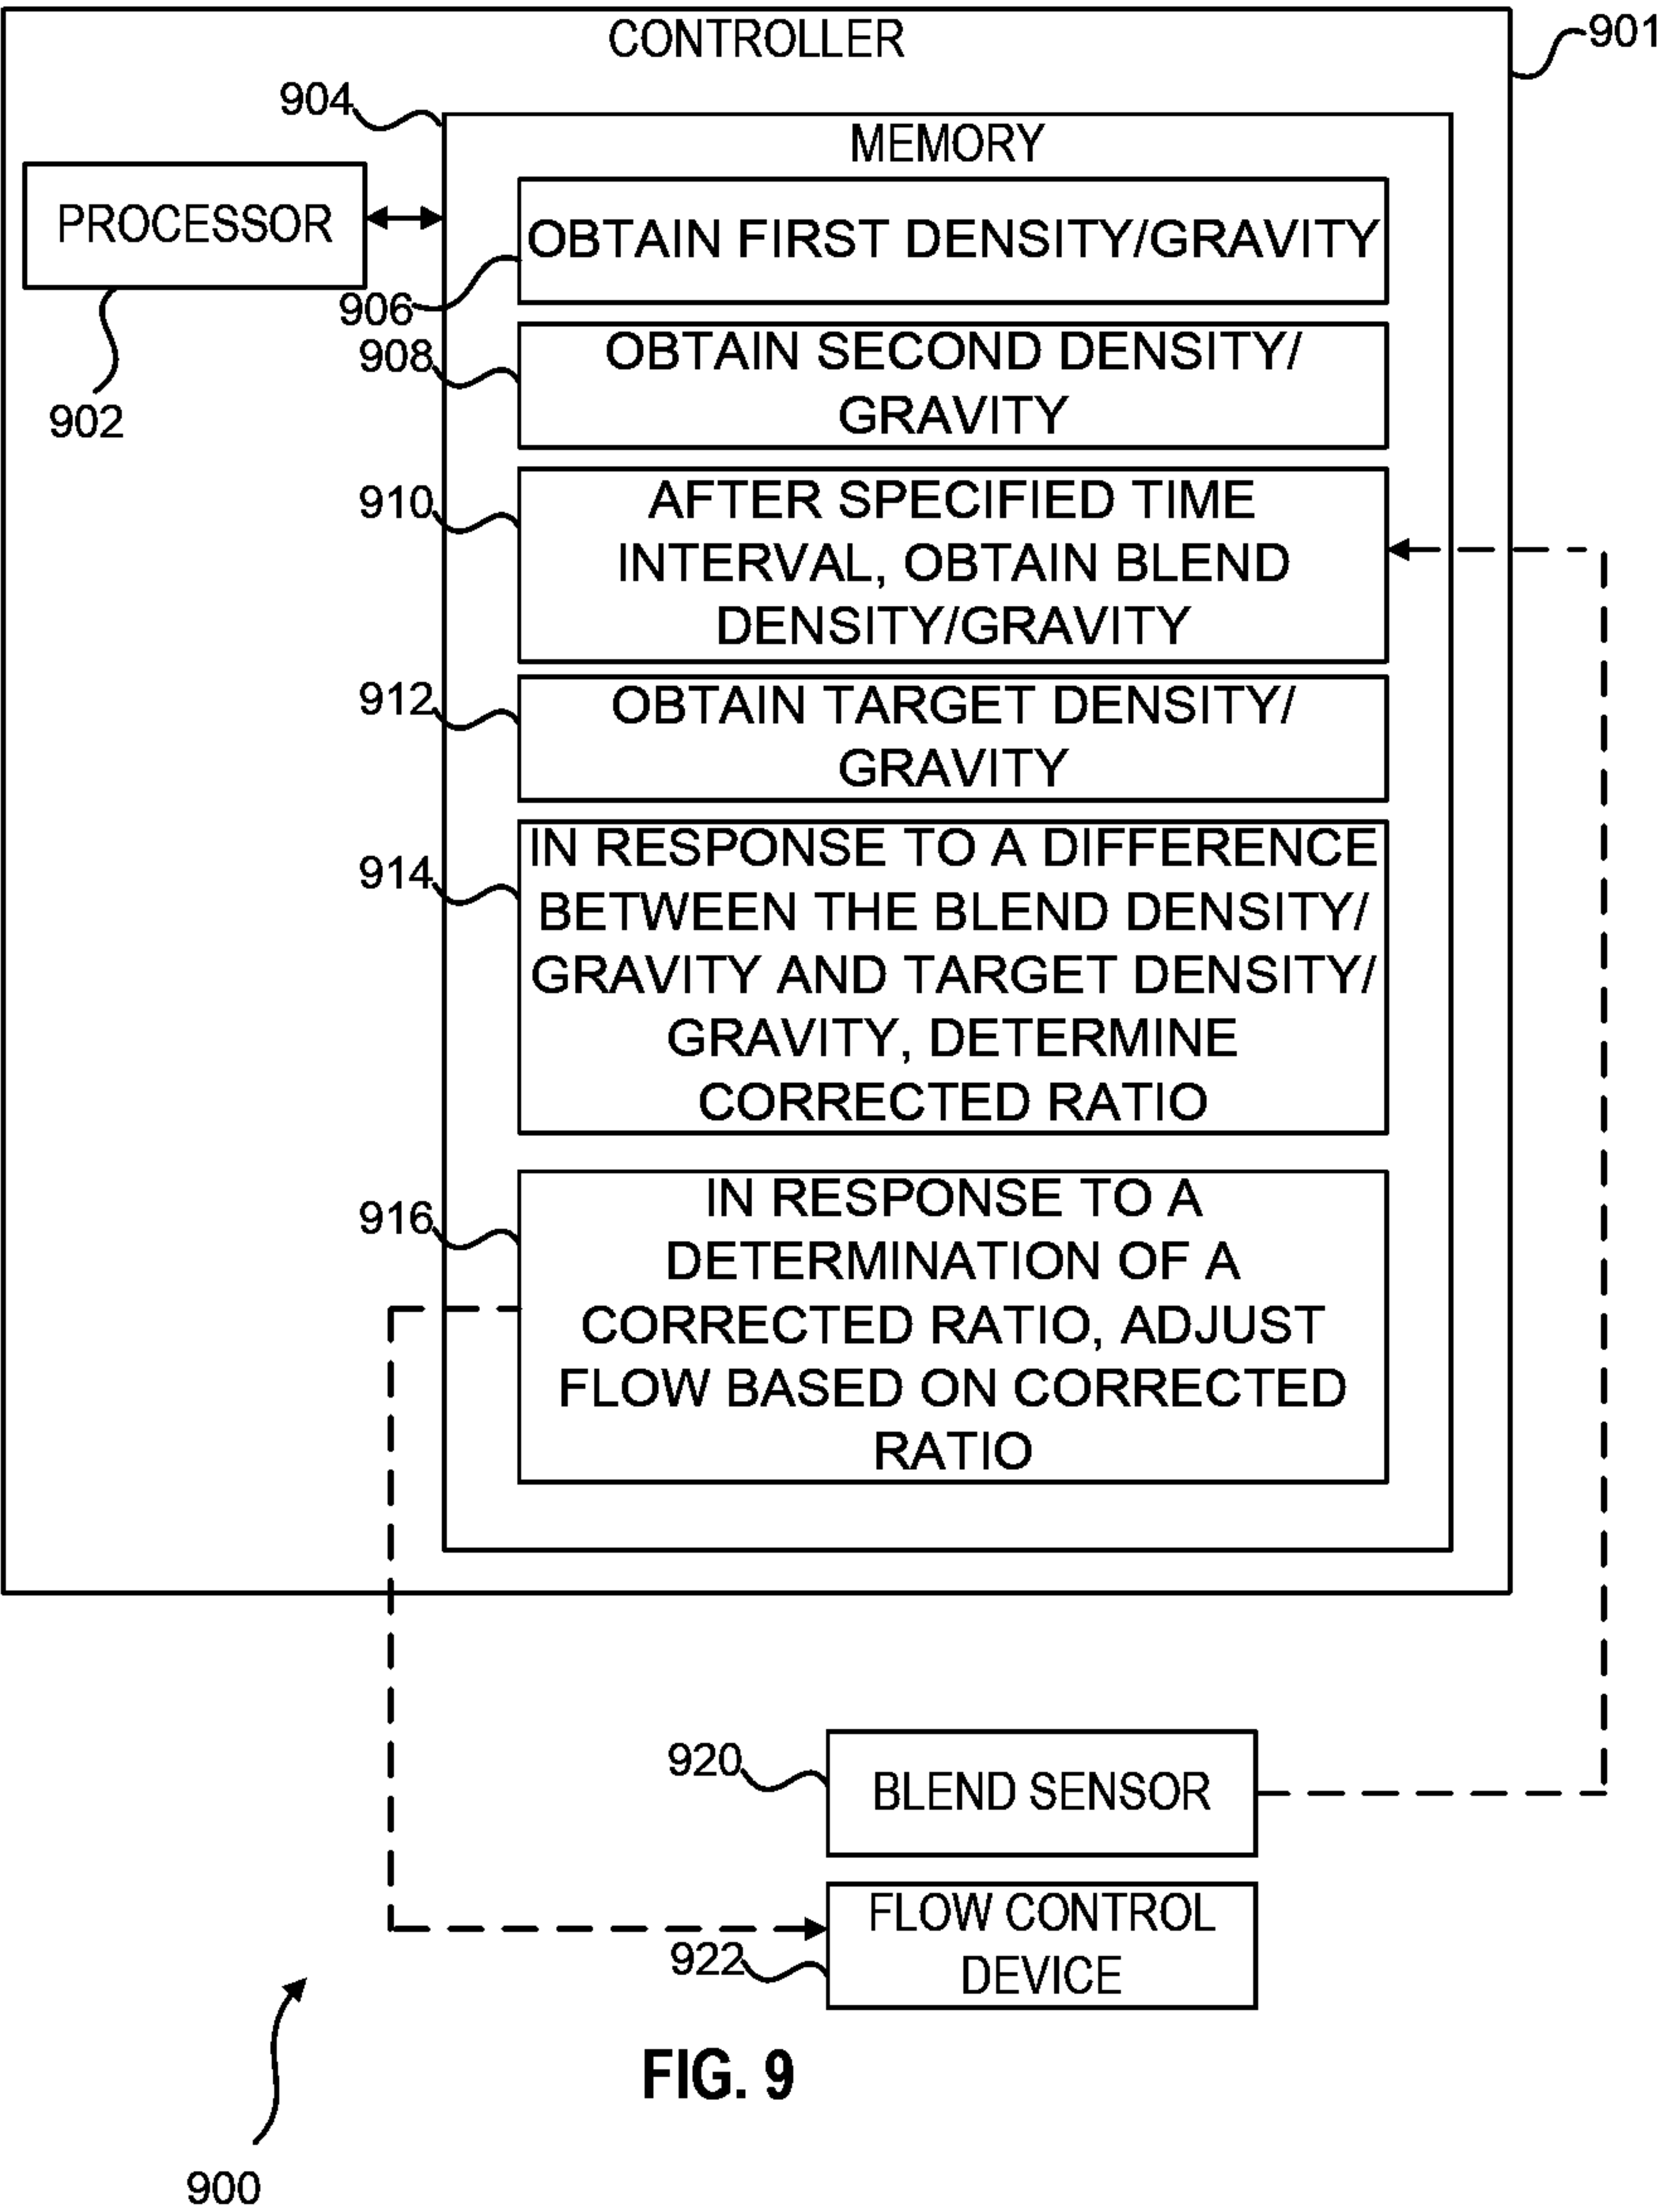 CONTROLLER
901
904
MEMORY
PROCESSOR
902
OBTAIN FIRST DENSITY/GRAVITY
906
908
OBTAIN SECOND DENSITY/
GRAVITY
910
AFTER SPECIFIED TIME
INTERVAL, OBTAIN BLEND
DENSITY/GRAVITY
912
OBTAIN TARGET DENSITY/
GRAVITY
914
IN RESPONSE TO A DIFFERENCE
BETWEEN THE BLEND DENSITY/
GRAVITY AND TARGET DENSITY/
GRAVITY, DETERMINE
CORRECTED RATIO
916
IN RESPONSE TO A
DETERMINATION OF A
CORRECTED RATIO, ADJUST
FLOW BASED ON CORRECTED
RATIO
920
BLEND SENSOR
922
FLOW CONTROL
DEVICE
FIG. 9
900